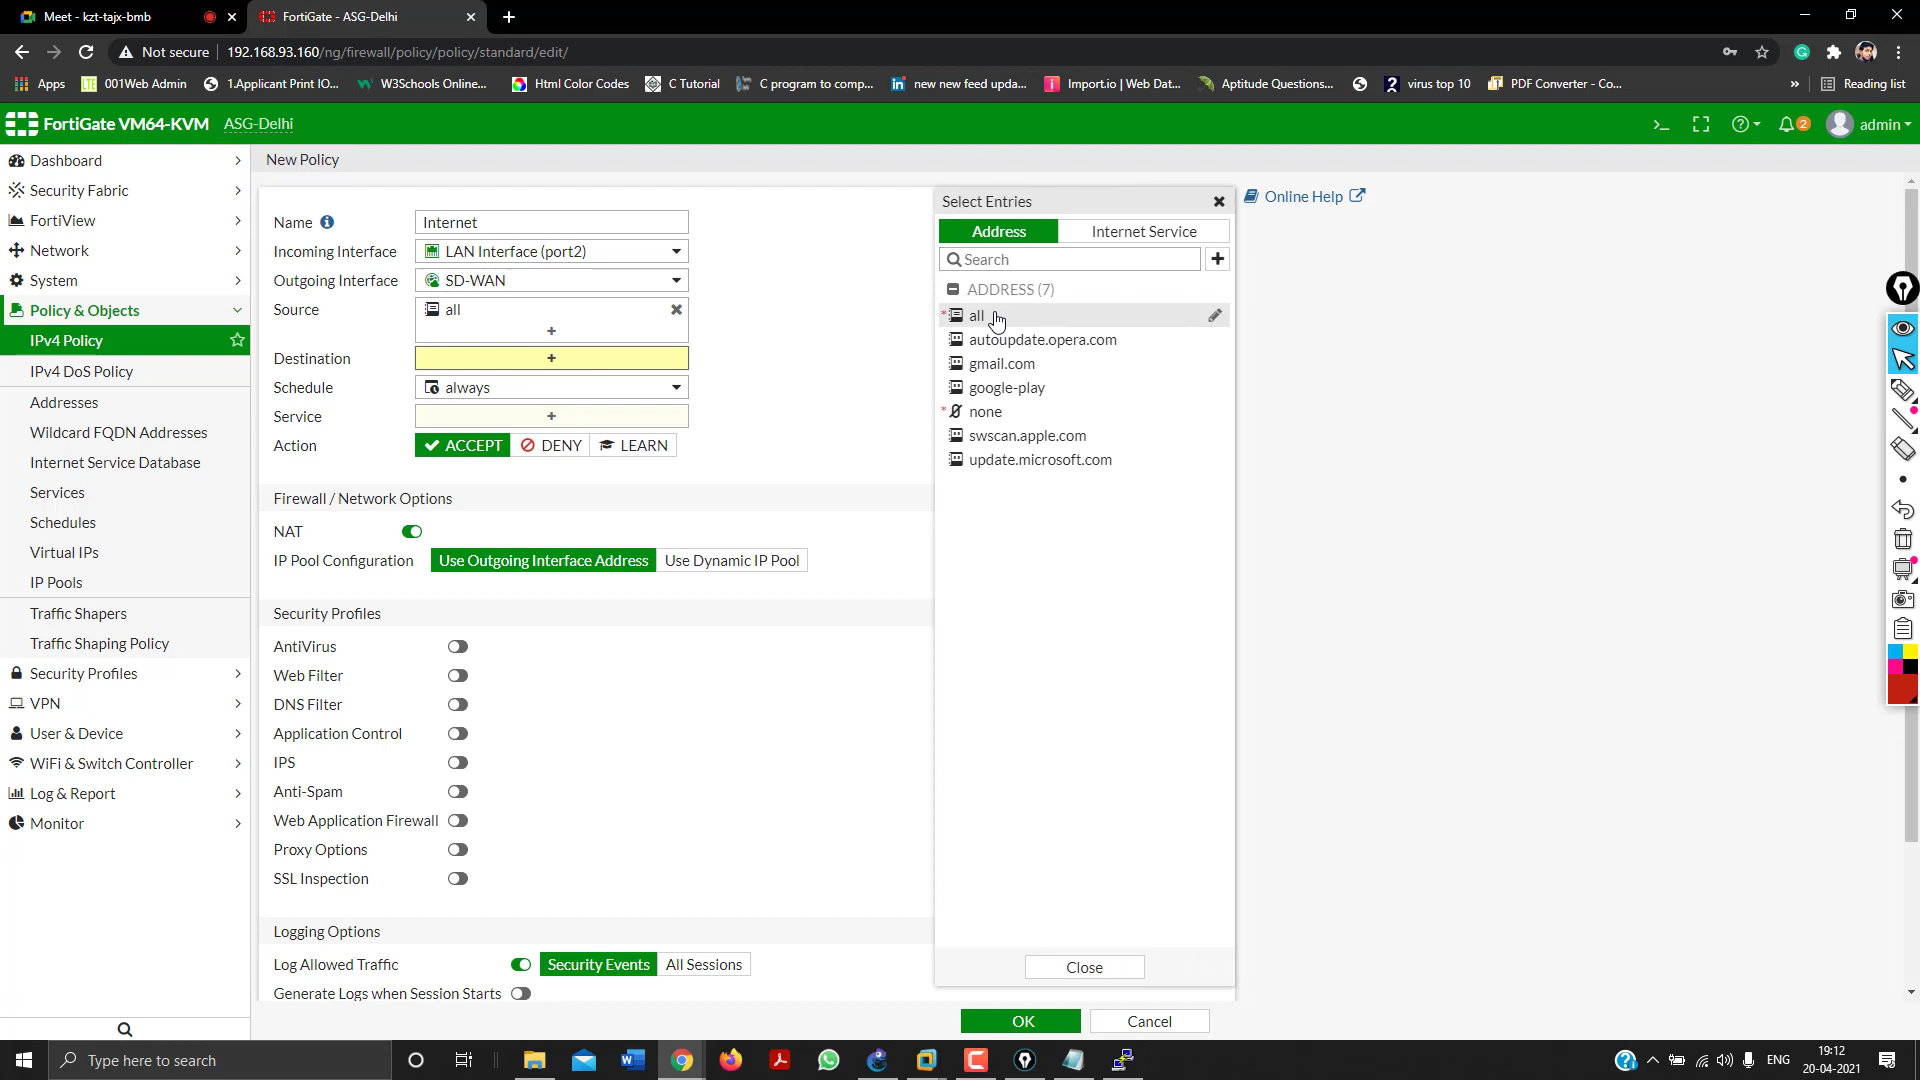 Meet - kzt-tajx-bmb
FortiGate - ASG-Delhi
Not secure
192.168.93.160/ng/firewall/policy/policy/standard/edit/
Apps
001Web Admin
1.Applicant Print IO...
W3Schools Online...
Html Color Codes
C Tutorial
C program to comp...
new new feed upda...
Import.io | Web Dat...
Aptitude Questions...
virus top 10
PDF Converter - Co...
Reading list
FortiGate VM64-KVM
ASG-Delhi
2
admin
Dashboard
Security Fabric
FortiView
Network
System
Policy & Objects
IPv4 Policy
IPv4 DoS Policy
Addresses
Wildcard FQDN Addresses
Internet Service Database
Services
Schedules
Virtual IPs
IP Pools
Traffic Shapers
Traffic Shaping Policy
Security Profiles
VPN
User & Device
WiFi & Switch Controller
Log & Report
Monitor
New Policy
Name
Internet
Incoming Interface
LAN Interface (port2)
Outgoing Interface
SD-WAN
Source
all
Destination
Schedule
always
Service
Action
ACCEPT
DENY
LEARN
Firewall / Network Options
NAT
IP Pool Configuration
Use Outgoing Interface Address
Use Dynamic IP Pool
Security Profiles
AntiVirus
Web Filter
DNS Filter
Application Control
IPS
Anti-Spam
Web Application Firewall
Proxy Options
SSL Inspection
Logging Options
Log Allowed Traffic
Security Events
All Sessions
Generate Logs when Session Starts
Select Entries
Address
Internet Service
Search
ADDRESS (7)
all
autoupdate.opera.com
gmail.com
google-play
none
swscan.apple.com
update.microsoft.com
Close
OK
Cancel
Online Help
Type here to search
ENG
19:12
20-04-2021